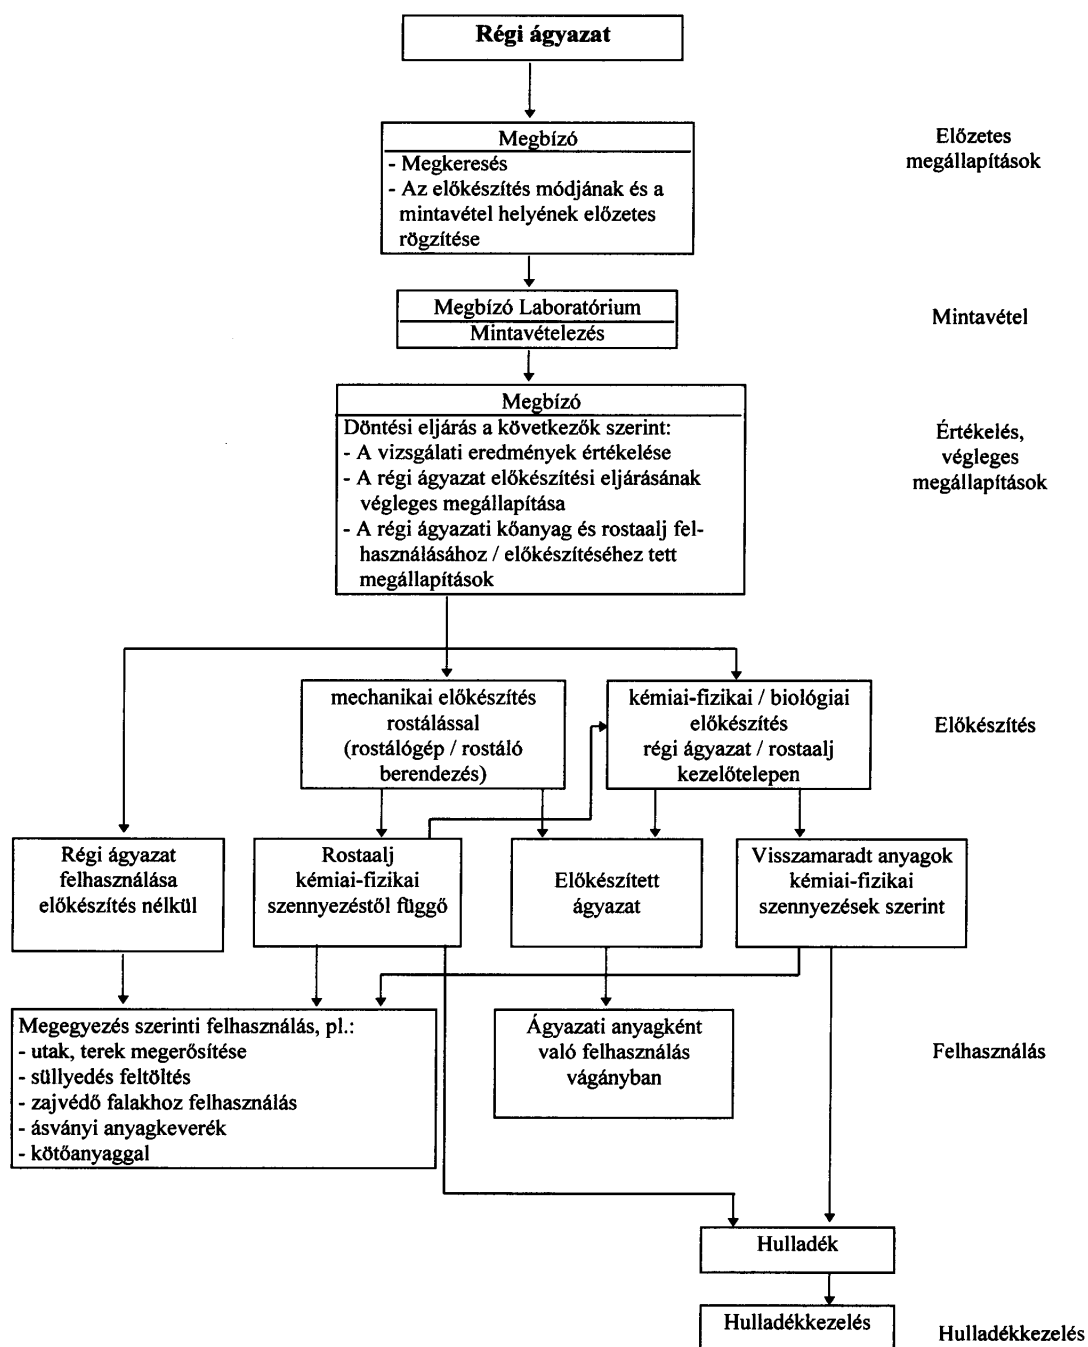 Régi ágyazat
Megbízó
- Megkeresés
- Az előkészítés módjának és a
mintavétel helyének előzetes
rögzítése
Előzetes
megállapítások
Megbízó Laboratórium
Mintavételezés
Mintavétel
Megbízó
Döntési eljárás a következők szerint:
- A vizsgálati eredmények értékelése
- A régi ágyazat előkészítési eljárásának
végleges megállapítása
- A régi ágyazati kőanyag és rostaalj fel-
használásához / előkészítéséhez tett
megállapítások
Értékelés,
végleges
megállapítások
mechanikai előkészítés
rostálással
(rostálógép / rostáló
berendezés)
kémiai-fizikai / biológiai
előkészítés
régi ágyazat / rostaalj
kezelőtelepen
Előkészítés
Régi ágyazat
felhasználása
előkészítés nélkül
Rostaalj
kémiai-fizikai
szennyezéstől függő
Előkészített
ágyazat
Visszamaradt anyagok
kémiai-fizikai
szennyezések szerint
Megegyezés szerinti felhasználás, pl.:
- utak, terek megerősítése
- süllyedés feltöltés
- zajvédő falakhoz felhasználás
- ásványi anyagkeverék
- kötőanyaggal
Ágyazati anyagként
való felhasználás
vágányban
Felhasználás
Hulladék
Hulladékkezelés
Hulladékkezelés